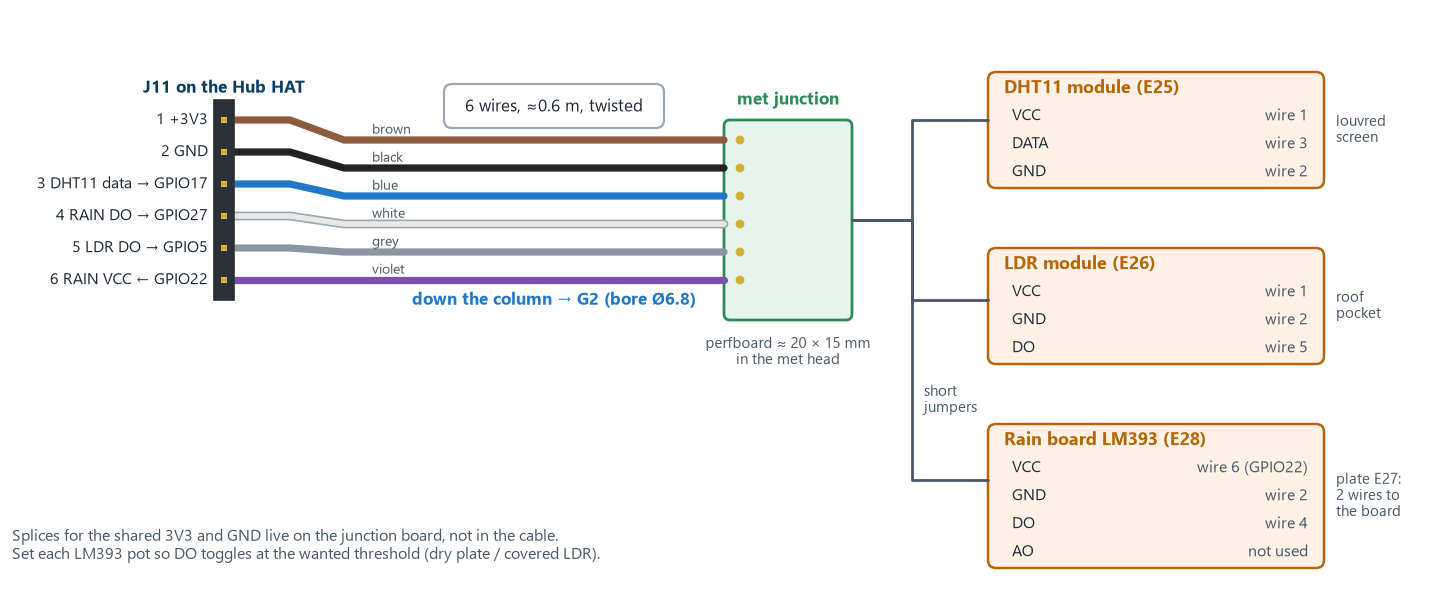 J11 on the Hub HAT
1 +3V3
2 GND
3 DHT11 data → GPIO17
4 RAIN DO → GPIO27
5 LDR DO → GPIO5
6 RAIN VCC ← GPIO22
6 wires, ≈0.6 m, twisted
brown
black
blue
white
grey
violet
down the column → G2 (bore Ø6.8)
met junction
perfboard ≈ 20 × 15 mm
in the met head
short
jumpers
DHT11 module (E25)
VCC wire 1
DATA wire 3
GND wire 2
louvred
screen
LDR module (E26)
VCC wire 1
GND wire 2
DO wire 5
roof
pocket
Rain board LM393 (E28)
VCC wire 6 (GPIO22)
GND wire 2
DO wire 4
AO not used
plate E27:
2 wires to
the board
Splices for the shared 3V3 and GND live on the junction board, not in the cable.
Set each LM393 pot so DO toggles at the wanted threshold (dry plate / covered LDR).